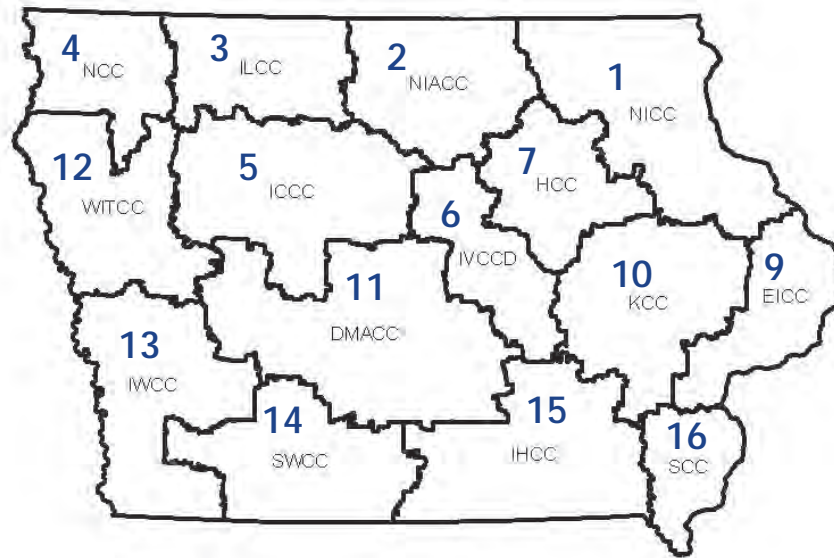 4
NCC
3
ILCC
2
NIACC
1
NICC
12
WITCC
5
ICCC
6
IVCCD
7
HCC
10
KCC
9
EICC
11
DMACC
13
IWCC
14
SWCC
15
IHCC
16
SCC